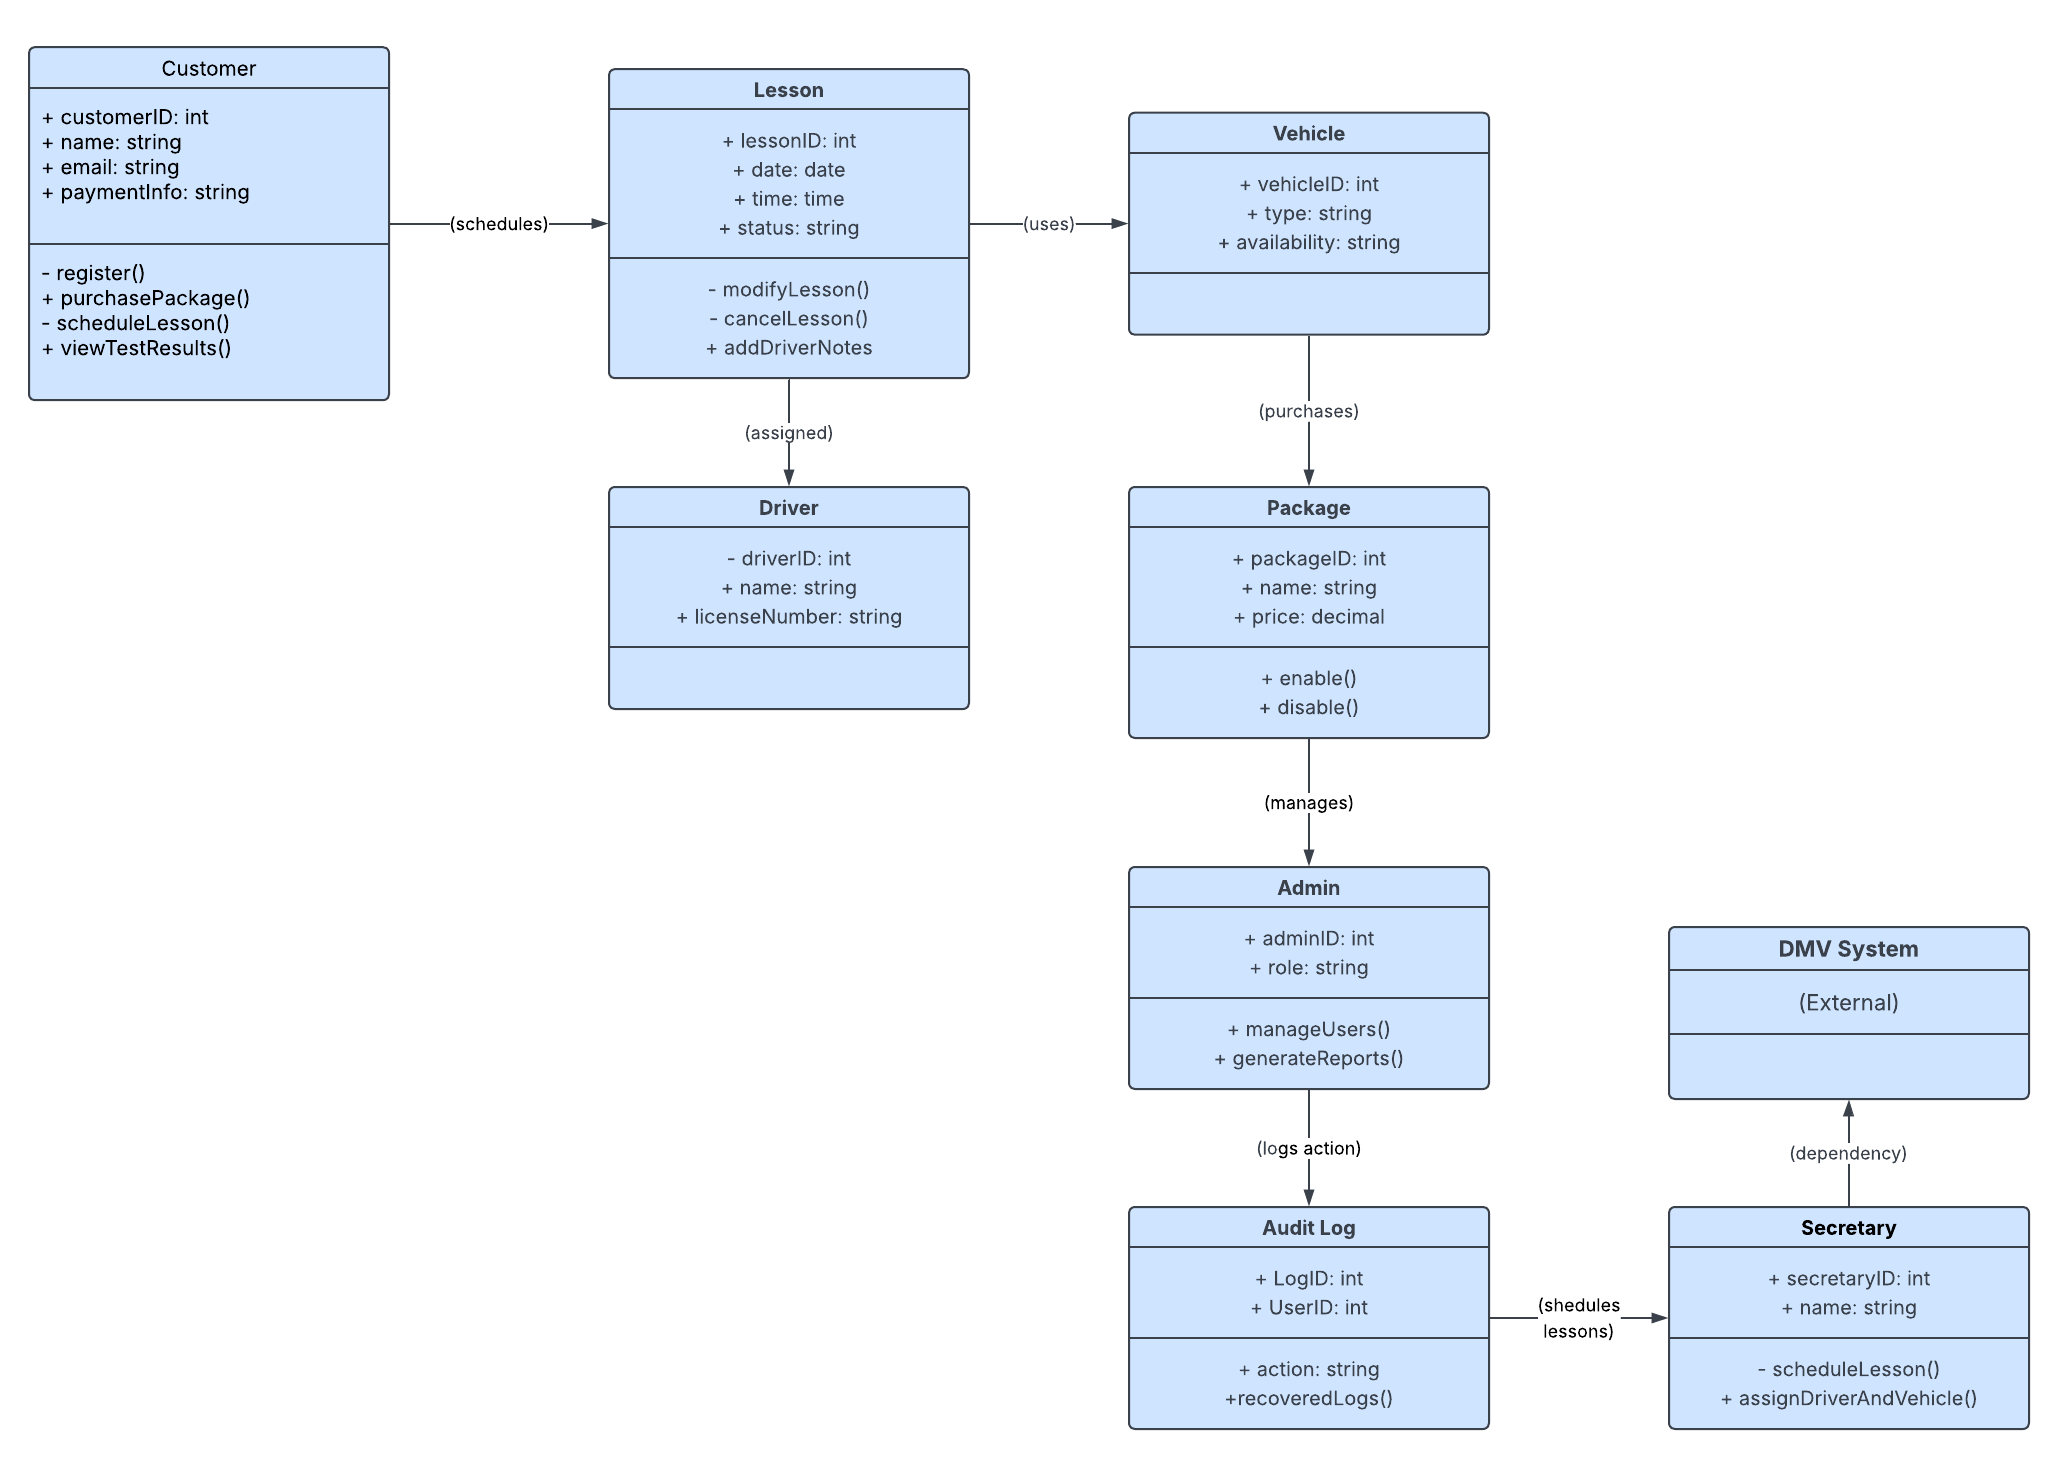 Customer
+ customerID: int
+ name: string
+ email: string
+ paymentInfo: string
- register()
+ purchasePackage()
- scheduleLesson()
+ viewTestResults()
(schedules)
Lesson
+ lessonID: int
+ date: date
+ time: time
+ status: string
- modifyLesson()
- cancelLesson()
+ addDriverNotes
(uses)
Vehicle
+ vehicleID: int
+ type: string
+ availability: string
(assigned)
(purchases)
Driver
- driverID: int
+ name: string
+ licenseNumber: string
Package
+ packageID: int
+ name: string
+ price: decimal
+ enable()
+ disable()
(manages)
Admin
+ adminID: int
+ role: string
+ manageUsers()
+ generateReports()
DMV System
(External)
(logs action)
(dependency)
Audit Log
+ LogID: int
+ UserID: int
+ action: string
+recoveredLogs()
(shedules
lessons)
Secretary
+ secretaryID: int
+ name: string
- scheduleLesson()
+ assignDriverAndVehicle()